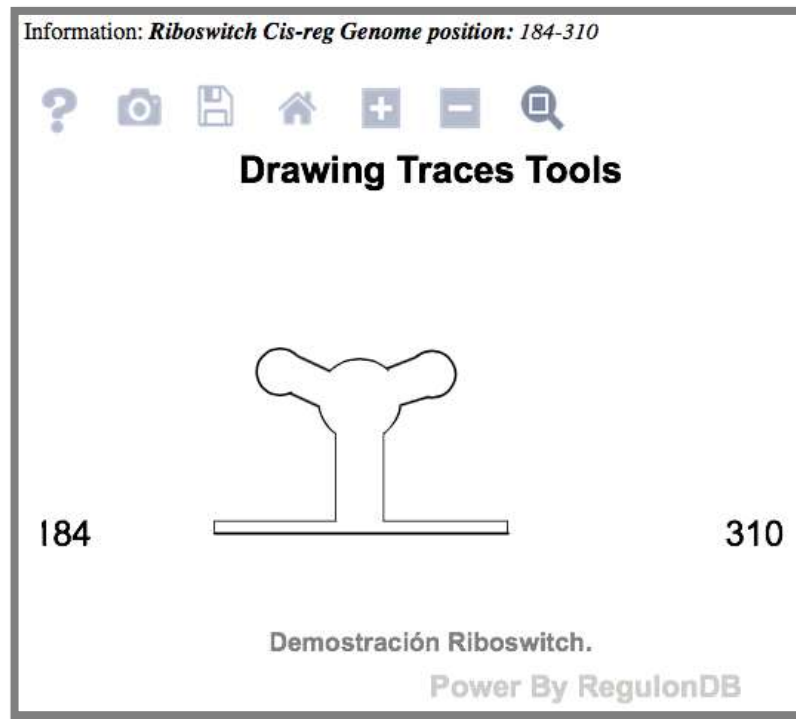 Information: Riboswitch Cis-reg Genome position: 184-310
Drawing Traces Tools
184
310
Demostración Riboswitch.
Power By RegulonDB